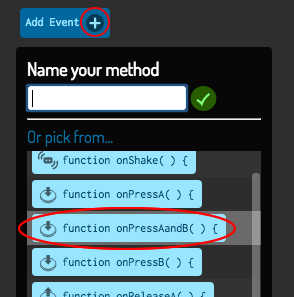 Add Event +
Name your method
Or pick from...
function onShake( ) {
function onPressA( ) {
function onPressAandB( ) {
function onPressB( ) {
function onReleaseA( ) {